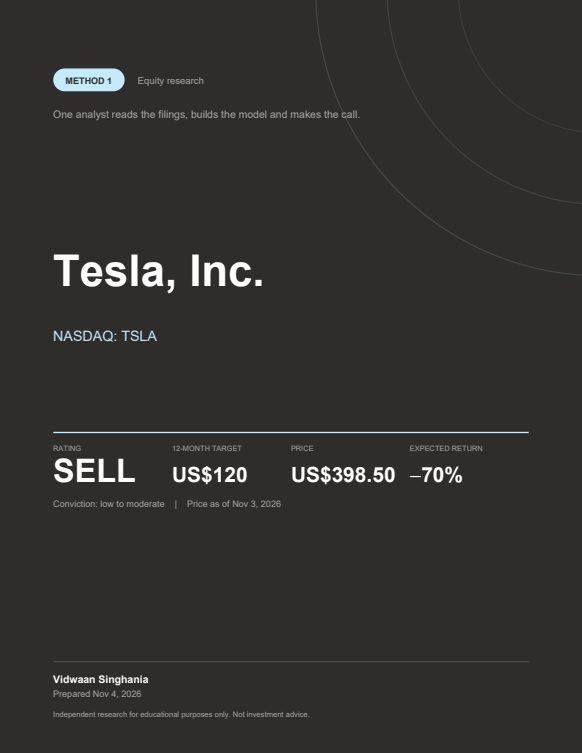 METHOD 1 Equity research
One analyst reads the filings, builds the model and makes the call.
Tesla, Inc.
NASDAQ: TSLA
RATING 12-MONTH TARGET PRICE EXPECTED RETURN
SELL US$120 US$398.50 –70%
Conviction: low to moderate | Price as of Nov 3, 2026
Vidwaan Singhania
Prepared Nov 4, 2026
Independent research for educational purposes only. Not investment advice.